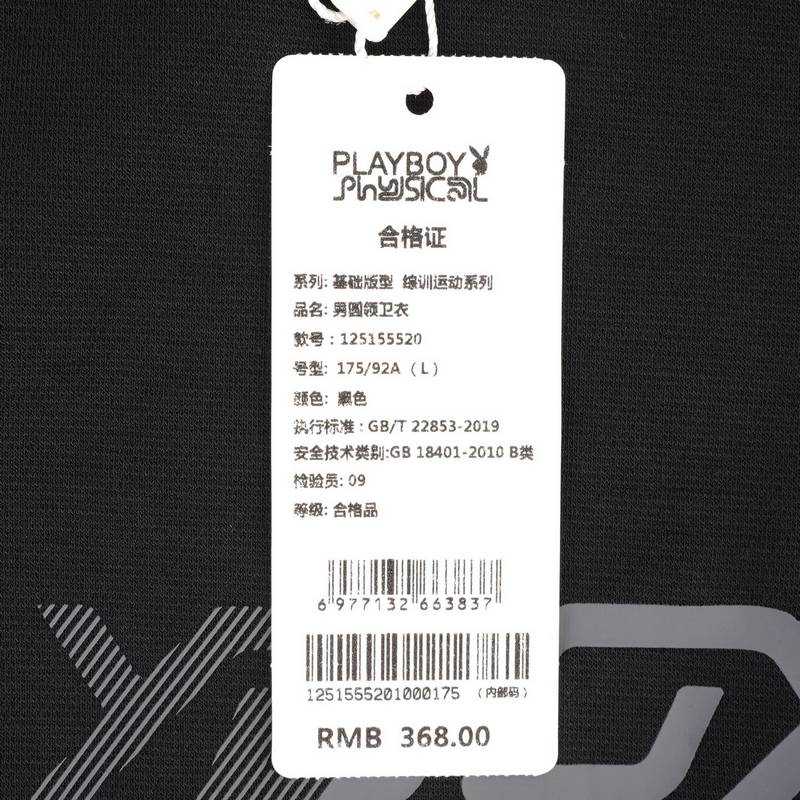 PLAYBOY
PhYSICAL
合格证
系列: 基础版型 综训运动系列
品名: 男圆领卫衣
款号: 125155520
号型: 175/92A （L）
颜色: 黑色
执行标准: GB/T 22853-2019
安全技术类别:GB 18401-2010 B类
检验员: 09
等级: 合格品
6 977132 663837
1251555201000175 （内部码）
RMB 368.00